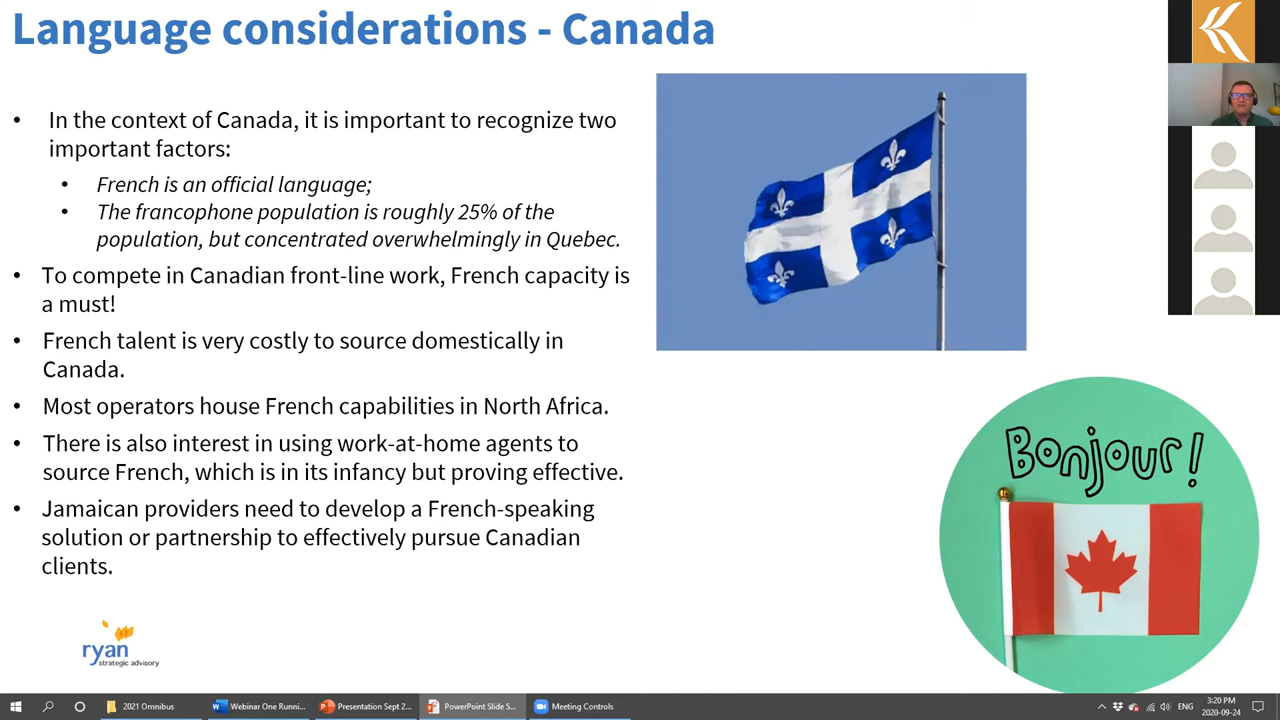 Language considerations - Canada
• In the context of Canada, it is important to recognize two
important factors:
• French is an official language;
• The francophone population is roughly 25% of the
population, but concentrated overwhelmingly in Quebec.
• To compete in Canadian front-line work, French capacity is
a must!
• French talent is very costly to source domestically in
Canada.
• Most operators house French capabilities in North Africa.
• There is also interest in using work-at-home agents to
source French, which is in its infancy but proving effective.
• Jamaican providers need to develop a French-speaking
solution or partnership to effectively pursue Canadian
clients.
Bonjour!
ryan
strategic advisory
2021 Omnibus
Webinar One Runni...
Presentation Sept 2...
PowerPoint Slide S...
Meeting Controls
3:20 PM
2020-09-24